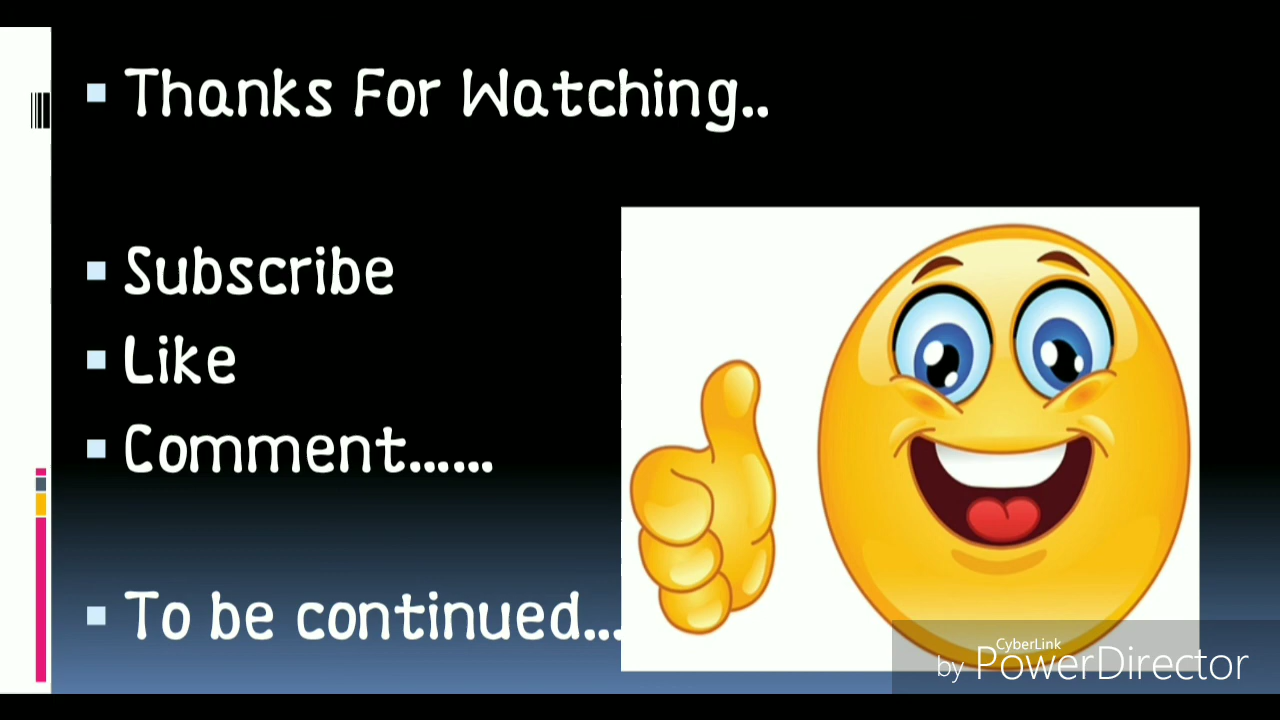 Thanks For Watching..
Subscribe
Like
Comment......
To be continued...
CyberLink
by PowerDirector